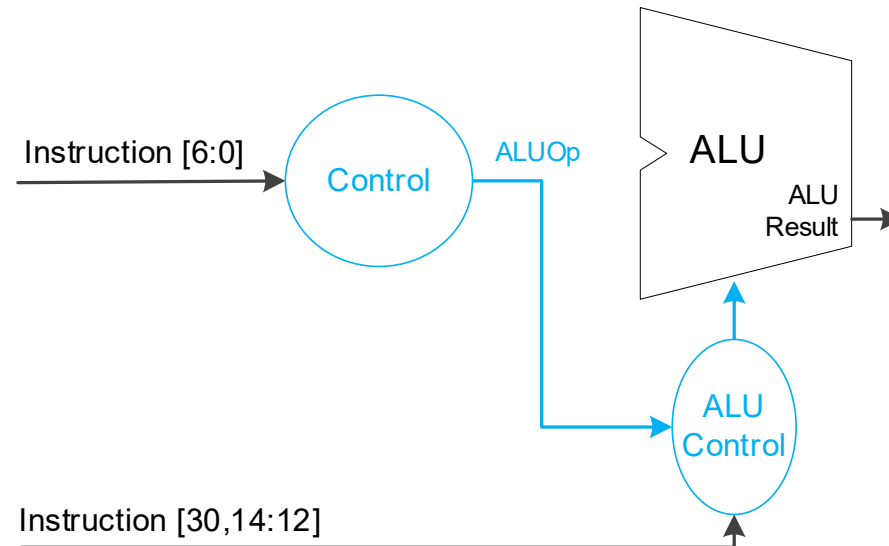 Instruction [6:0]
Control
ALUOp
ALU
ALU
Result
ALU
Control
Instruction [30,14:12]